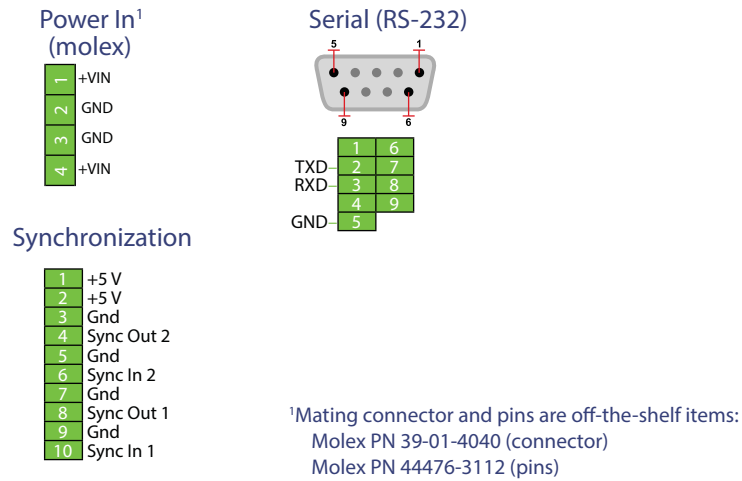 Power In¹
(molex)
1 +VIN
2 GND
3 GND
4 +VIN
Serial (RS-232)
5 1
9 6
1 6
TXD 2 7
RXD 3 8
4 9
GND 5
Synchronization
1 +5 V
2 +5 V
3 Gnd
4 Sync Out 2
5 Gnd
6 Sync In 2
7 Gnd
8 Sync Out 1
9 Gnd
10 Sync In 1
¹Mating connector and pins are off-the-shelf items:
Molex PN 39-01-4040 (connector)
Molex PN 44476-3112 (pins)